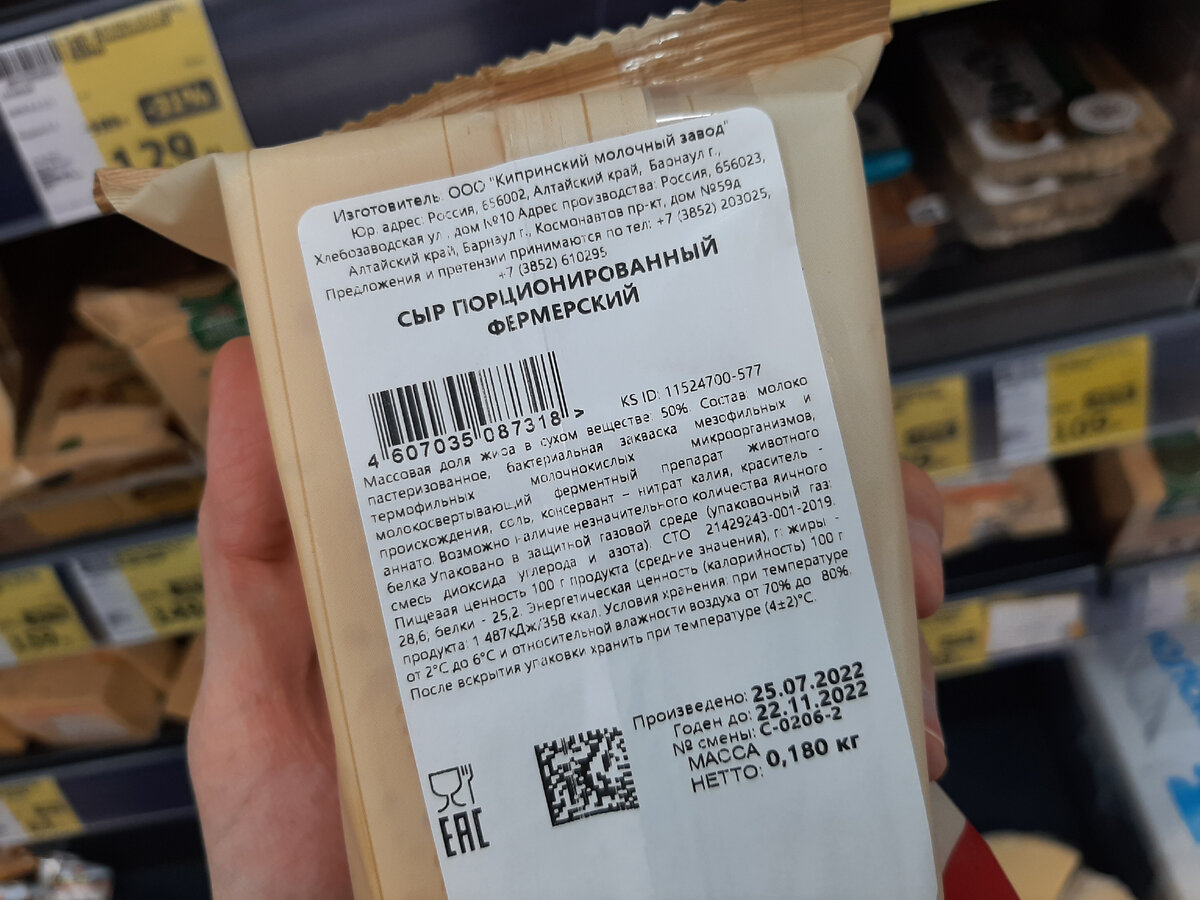 -31%
129
Изготовитель: ООО "Кипринский молочный завод"
Юр. адрес: Россия, 656002, Алтайский край, Барнаул г.,
Хлебозаводская ул., дом №10 Адрес производства: Россия, 656023,
Алтайский край, Барнаул г., Космонавтов пр-кт, дом №59д
Предложения и претензии принимаются по тел: +7 (3852) 203025,
+7 (3852) 610295
СЫР ПОРЦИОНИРОВАННЫЙ
ФЕРМЕРСКИЙ
4 607035 087318 >
KS ID: 11524700-577
Массовая доля жира в сухом веществе: 50%. Состав: молоко
пастеризованное, бактериальная закваска мезофильных и
термофильных молочнокислых микроорганизмов,
молокосвертывающий ферментный препарат животного
происхождения, соль, консервант – нитрат калия, краситель -
аннато. Возможно наличие незначительного количества яичного
белка Упаковано в защитной газовой среде (упаковочный газ:
смесь диоксида углерода и азота). СТО 21429243-001-2019.
Пищевая ценность 100 г продукта (средние значения), г: жиры -
28,6; белки - 25,2. Энергетическая ценность (калорийность) 100 г
продукта: 1 487кДж/358 ккал. Условия хранения: при температуре
от 2°С до 6°С и относительной влажности воздуха от 70% до 80%.
После вскрытия упаковки хранить при температуре (4±2)°С.
Произведено: 25.07.2022
Годен до: 22.11.2022
№ смены: С-0206-2
МАССА
НЕТТО: 0,180 кг
EAC